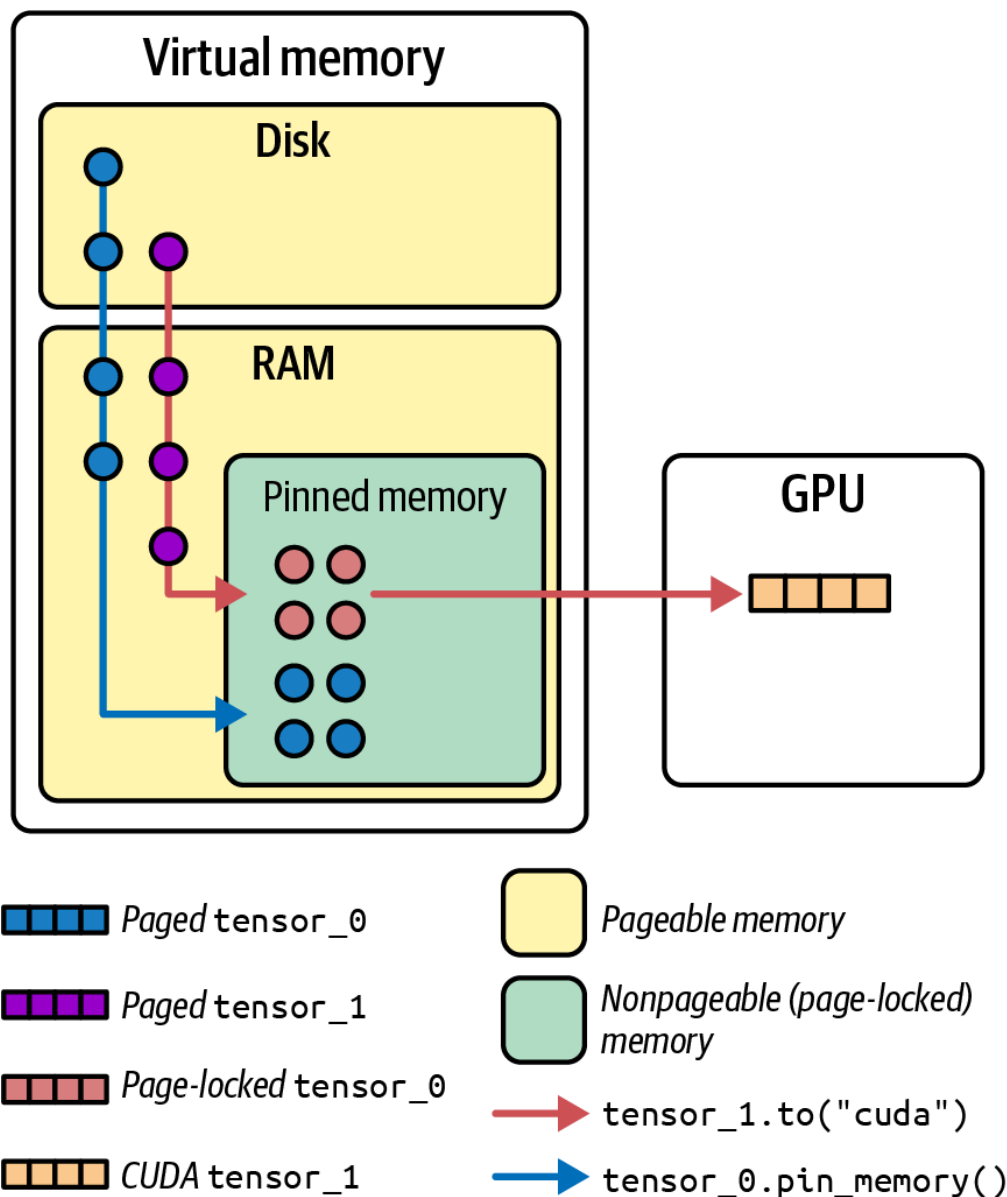 Virtual memory
Disk
RAM
Pinned memory
GPU
Paged tensor_0
Paged tensor_1
Page-locked tensor_0
CUDA tensor_1
Pageable memory
Nonpageable (page-locked)
memory
tensor_1.to("cuda")
tensor_0.pin_memory()